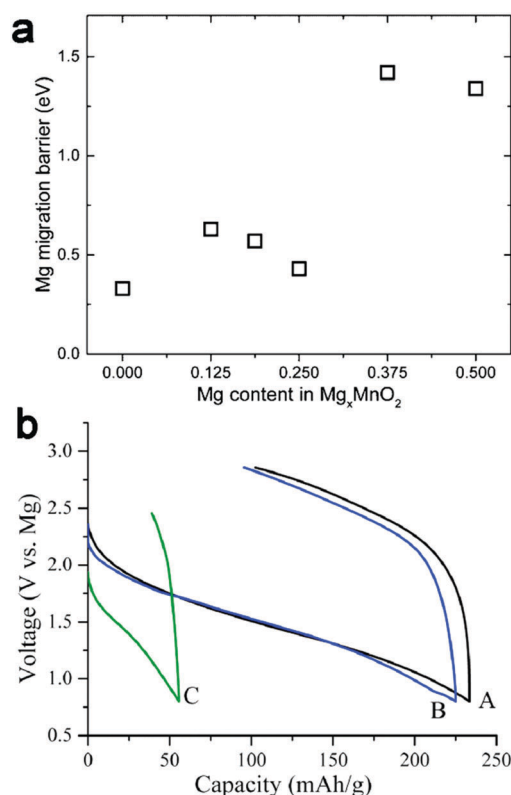 a
Mg migration barrier (eV)
1.5
1.0
0.5
0.0
0.000 0.125 0.250 0.375 0.500
Mg content in MgₓMnO₂
b
Voltage (V vs. Mg)
3.0
2.5
2.0
1.5
1.0
0.5
C
B
A
0 50 100 150 200 250
Capacity (mAh/g)